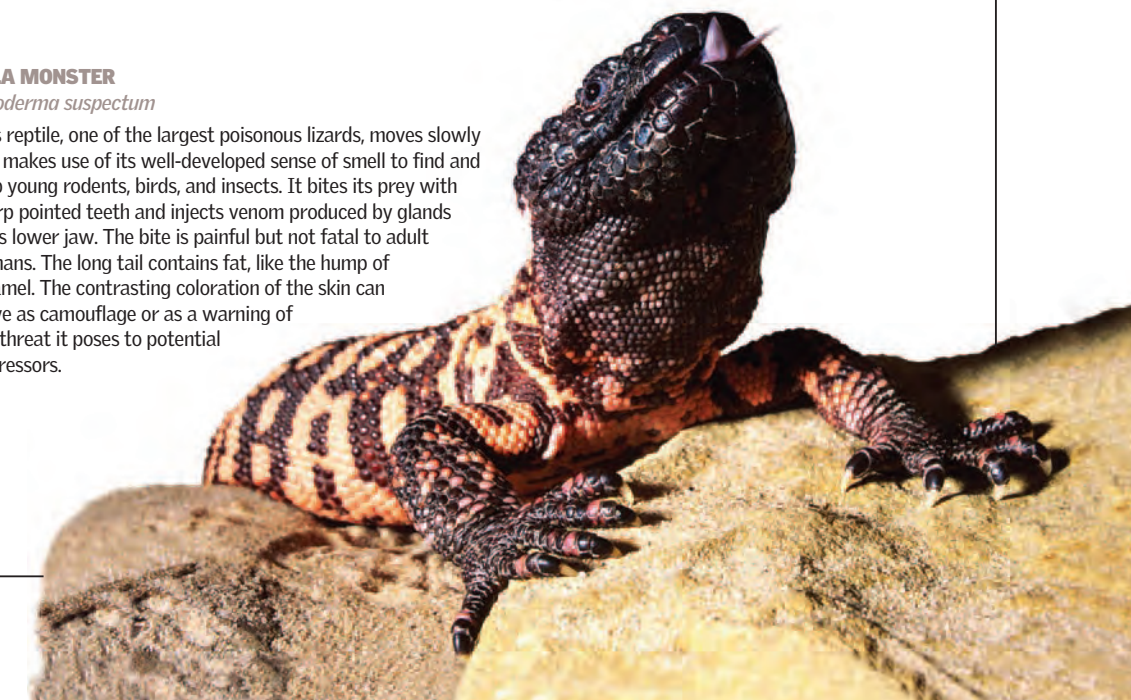 LA MONSTER
oderma suspectum
s reptile, one of the largest poisonous lizards, moves slowly
makes use of its well-developed sense of smell to find and
o young rodents, birds, and insects. It bites its prey with
rp pointed teeth and injects venom produced by glands
s lower jaw. The bite is painful but not fatal to adult
mans. The long tail contains fat, like the hump of
amel. The contrasting coloration of the skin can
ve as camouflage or as a warning of
threat it poses to potential
ressors.